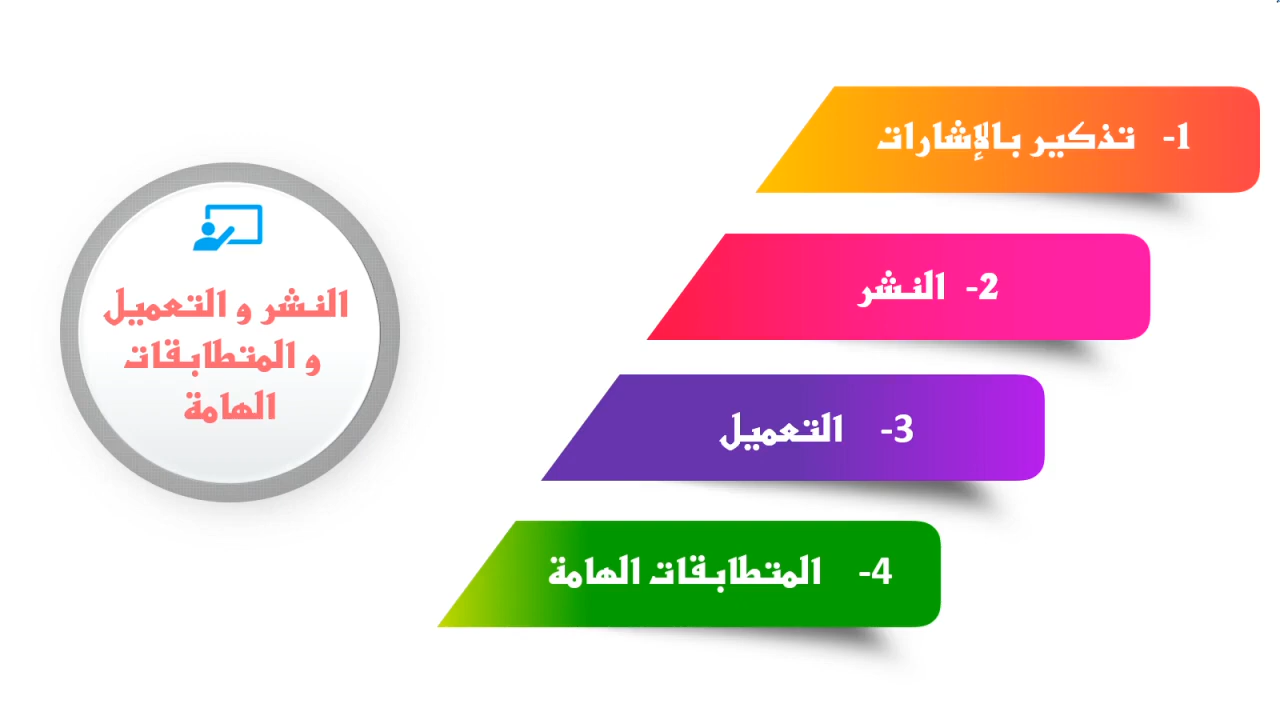 النشر و التعميل
و المتطابقات
الهامة
1- تذكير بالإشارات
2- النشر
3- التعميل
4- المتطابقات الهامة